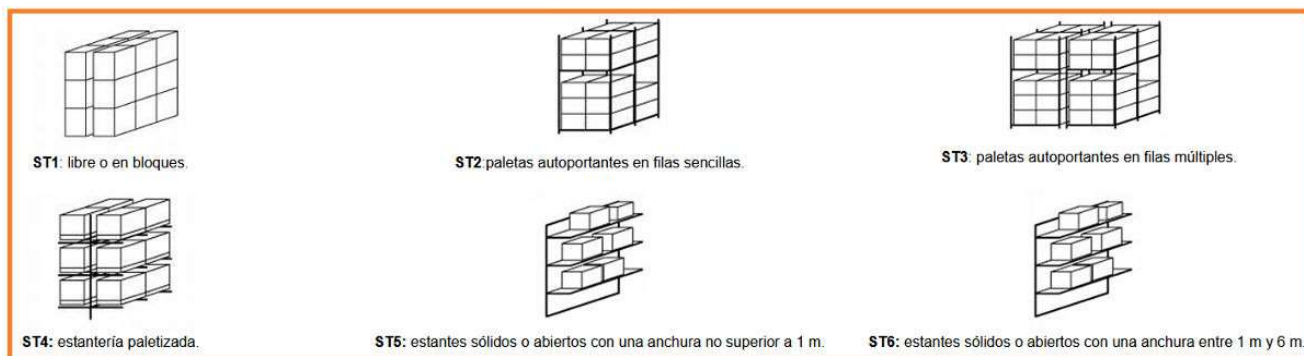 ST1: libre o en bloques.
ST2:paletas autoportantes en filas sencillas.
ST3: paletas autoportantes en filas múltiples.
ST4: estantería paletizada.
ST5: estantes sólidos o abiertos con una anchura no superior a 1 m.
ST6: estantes sólidos o abiertos con una anchura entre 1 m y 6 m.